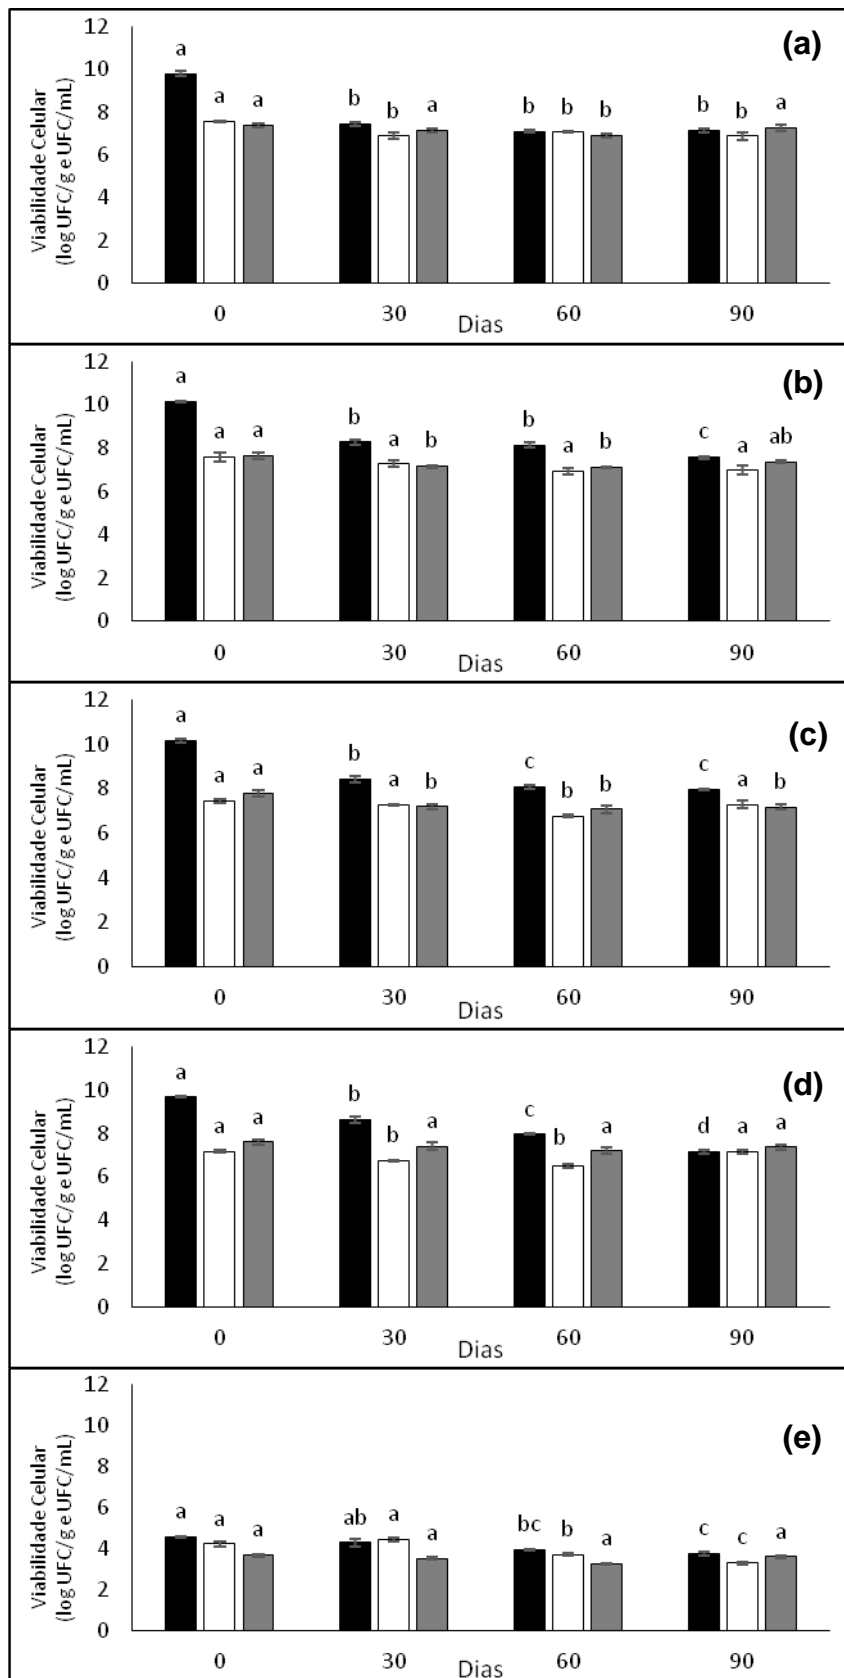 12
(a)
a
10
a a b b a b b b b b a
8
6
4
2
0
Viabilidade Celular
(log UFC/g e UFC/mL)
0 30 60 90
Dias
12
(b)
a
10
a a b a b b a b c a ab
8
6
4
2
0
Viabilidade Celular
(log UFC/g e UFC/mL)
0 30 60 90
Dias
12
(c)
a
10
a a b a b c b b c a b
8
6
4
2
0
Viabilidade Celular
(log UFC/g e UFC/mL)
0 30 60 90
Dias
12
(d)
a
10
a a b b a c b a d a a
8
6
4
2
0
Viabilidade Celular
(log UFC/g e UFC/mL)
0 30 60 90
Dias
12
(e)
10
8
6
a a a ab a a bc b a c c a
4
2
0
Viabilidade Celular
(log UFC/g e UFC/mL)
0 30 60 90
Dias